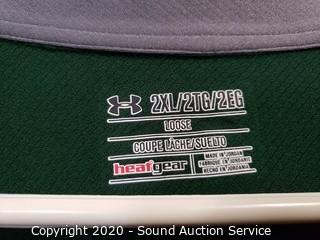 2XL/2TG/2EG
LOOSE
COUPE LÂCHE/SUELTO
heatgear
MADE IN JORDAN
FABRIQUÉ EN JORDANIE
HECHO EN JORDANIA
Copyright 2020 - Sound Auction Service